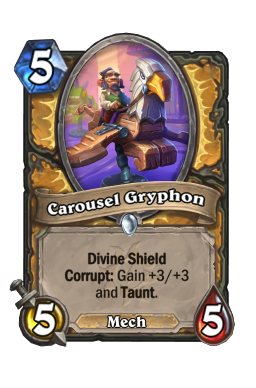 5
Carousel Gryphon
Divine Shield
Corrupt: Gain +3/+3
and Taunt.
5
Mech
5